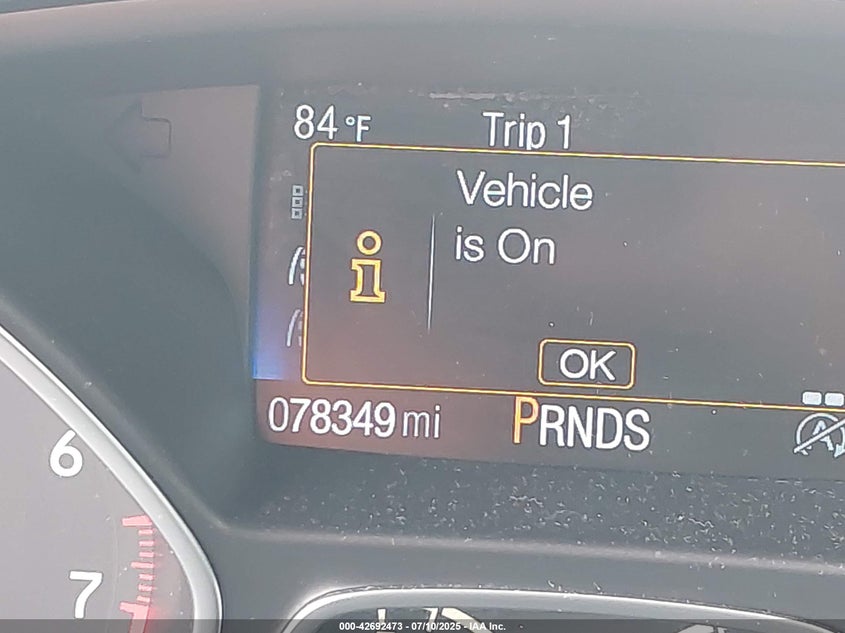 84 °F Trip 1
Vehicle
is On
OK
078349 mi PRNDS
6
7
000-42692473 - 07/10/2025 - IAA Inc.